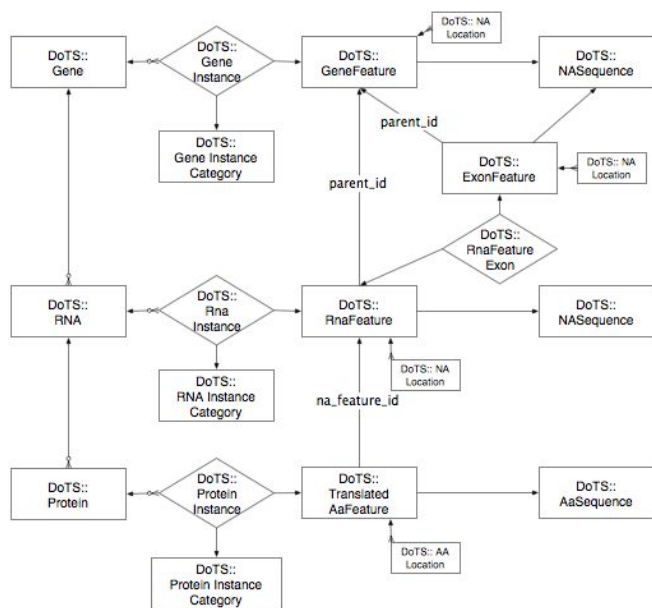 DoTS:: NA
Location
DoTS::
Gene
DoTS::
Gene
Instance
DoTS::
GeneFeature
DoTS::
NASequence
parent_id
DoTS::
Gene Instance
Category
DoTS::
ExonFeature
DoTS:: NA
Location
parent_id
DoTS::
RnaFeature
Exon
DoTS::
RNA
DoTS::
Rna
Instance
DoTS::
RnaFeature
DoTS::
NASequence
DoTS:: NA
Location
DoTS::
RNA Instance
Category
na_feature_id
DoTS::
Protein
DoTS::
Protein
Instance
DoTS::
Translated
AaFeature
DoTS::
AaSequence
DoTS:: AA
Location
DoTS::
Protein Instance
Category